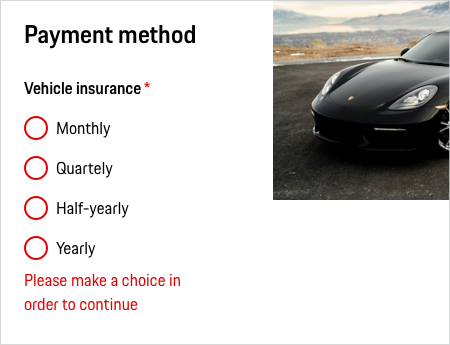 Payment method
Vehicle insurance *
Monthly
Quartely
Half-yearly
Yearly
Please make a choice in
order to continue